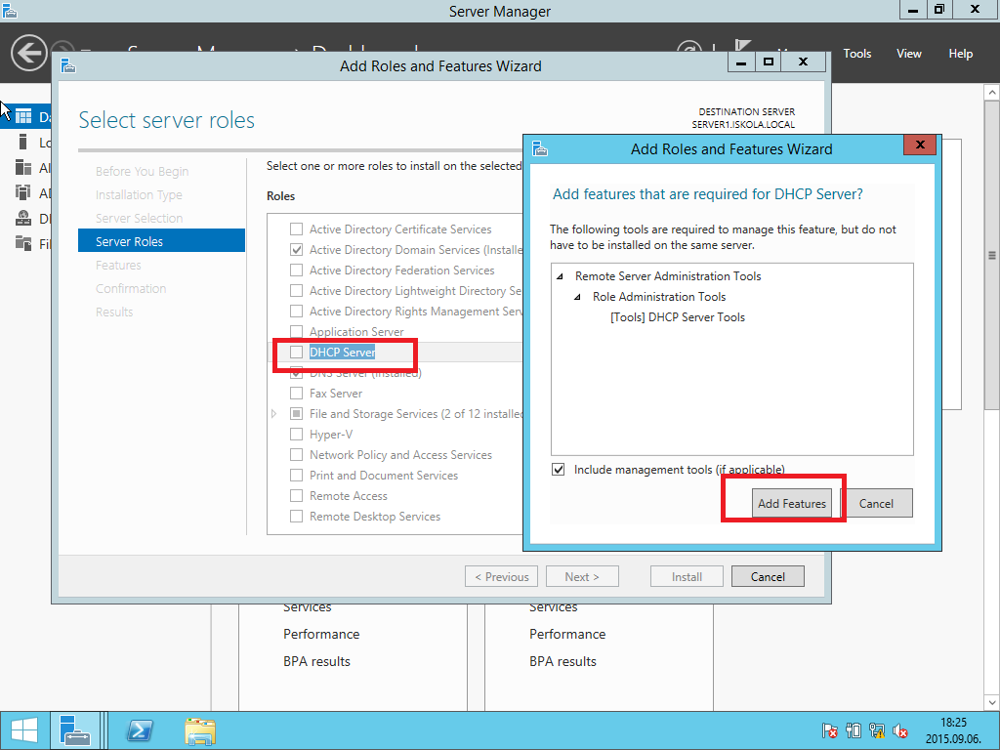 Server Manager
Tools
View
Help
Add Roles and Features Wizard
Select server roles
DESTINATION SERVER
SERVER1.ISKOLA.LOCAL
Before You Begin
Installation Type
Server Selection
Server Roles
Features
Confirmation
Results
Select one or more roles to install on the selected
Roles
Active Directory Certificate Services
Active Directory Domain Services (Installe
Active Directory Federation Services
Active Directory Lightweight Directory Se
Active Directory Rights Management Serv
Application Server
DHCP Server
DNS Server (Installed)
Fax Server
File and Storage Services (2 of 12 installed
Hyper-V
Network Policy and Access Services
Print and Document Services
Remote Access
Remote Desktop Services
< Previous
Next >
Install
Cancel
Add Roles and Features Wizard
Add features that are required for DHCP Server?
The following tools are required to manage this feature, but do not
have to be installed on the same server.
Remote Server Administration Tools
Role Administration Tools
[Tools] DHCP Server Tools
Include management tools (if applicable)
Add Features
Cancel
Services
Performance
BPA results
Services
Performance
BPA results
18:25
2015.09.06.